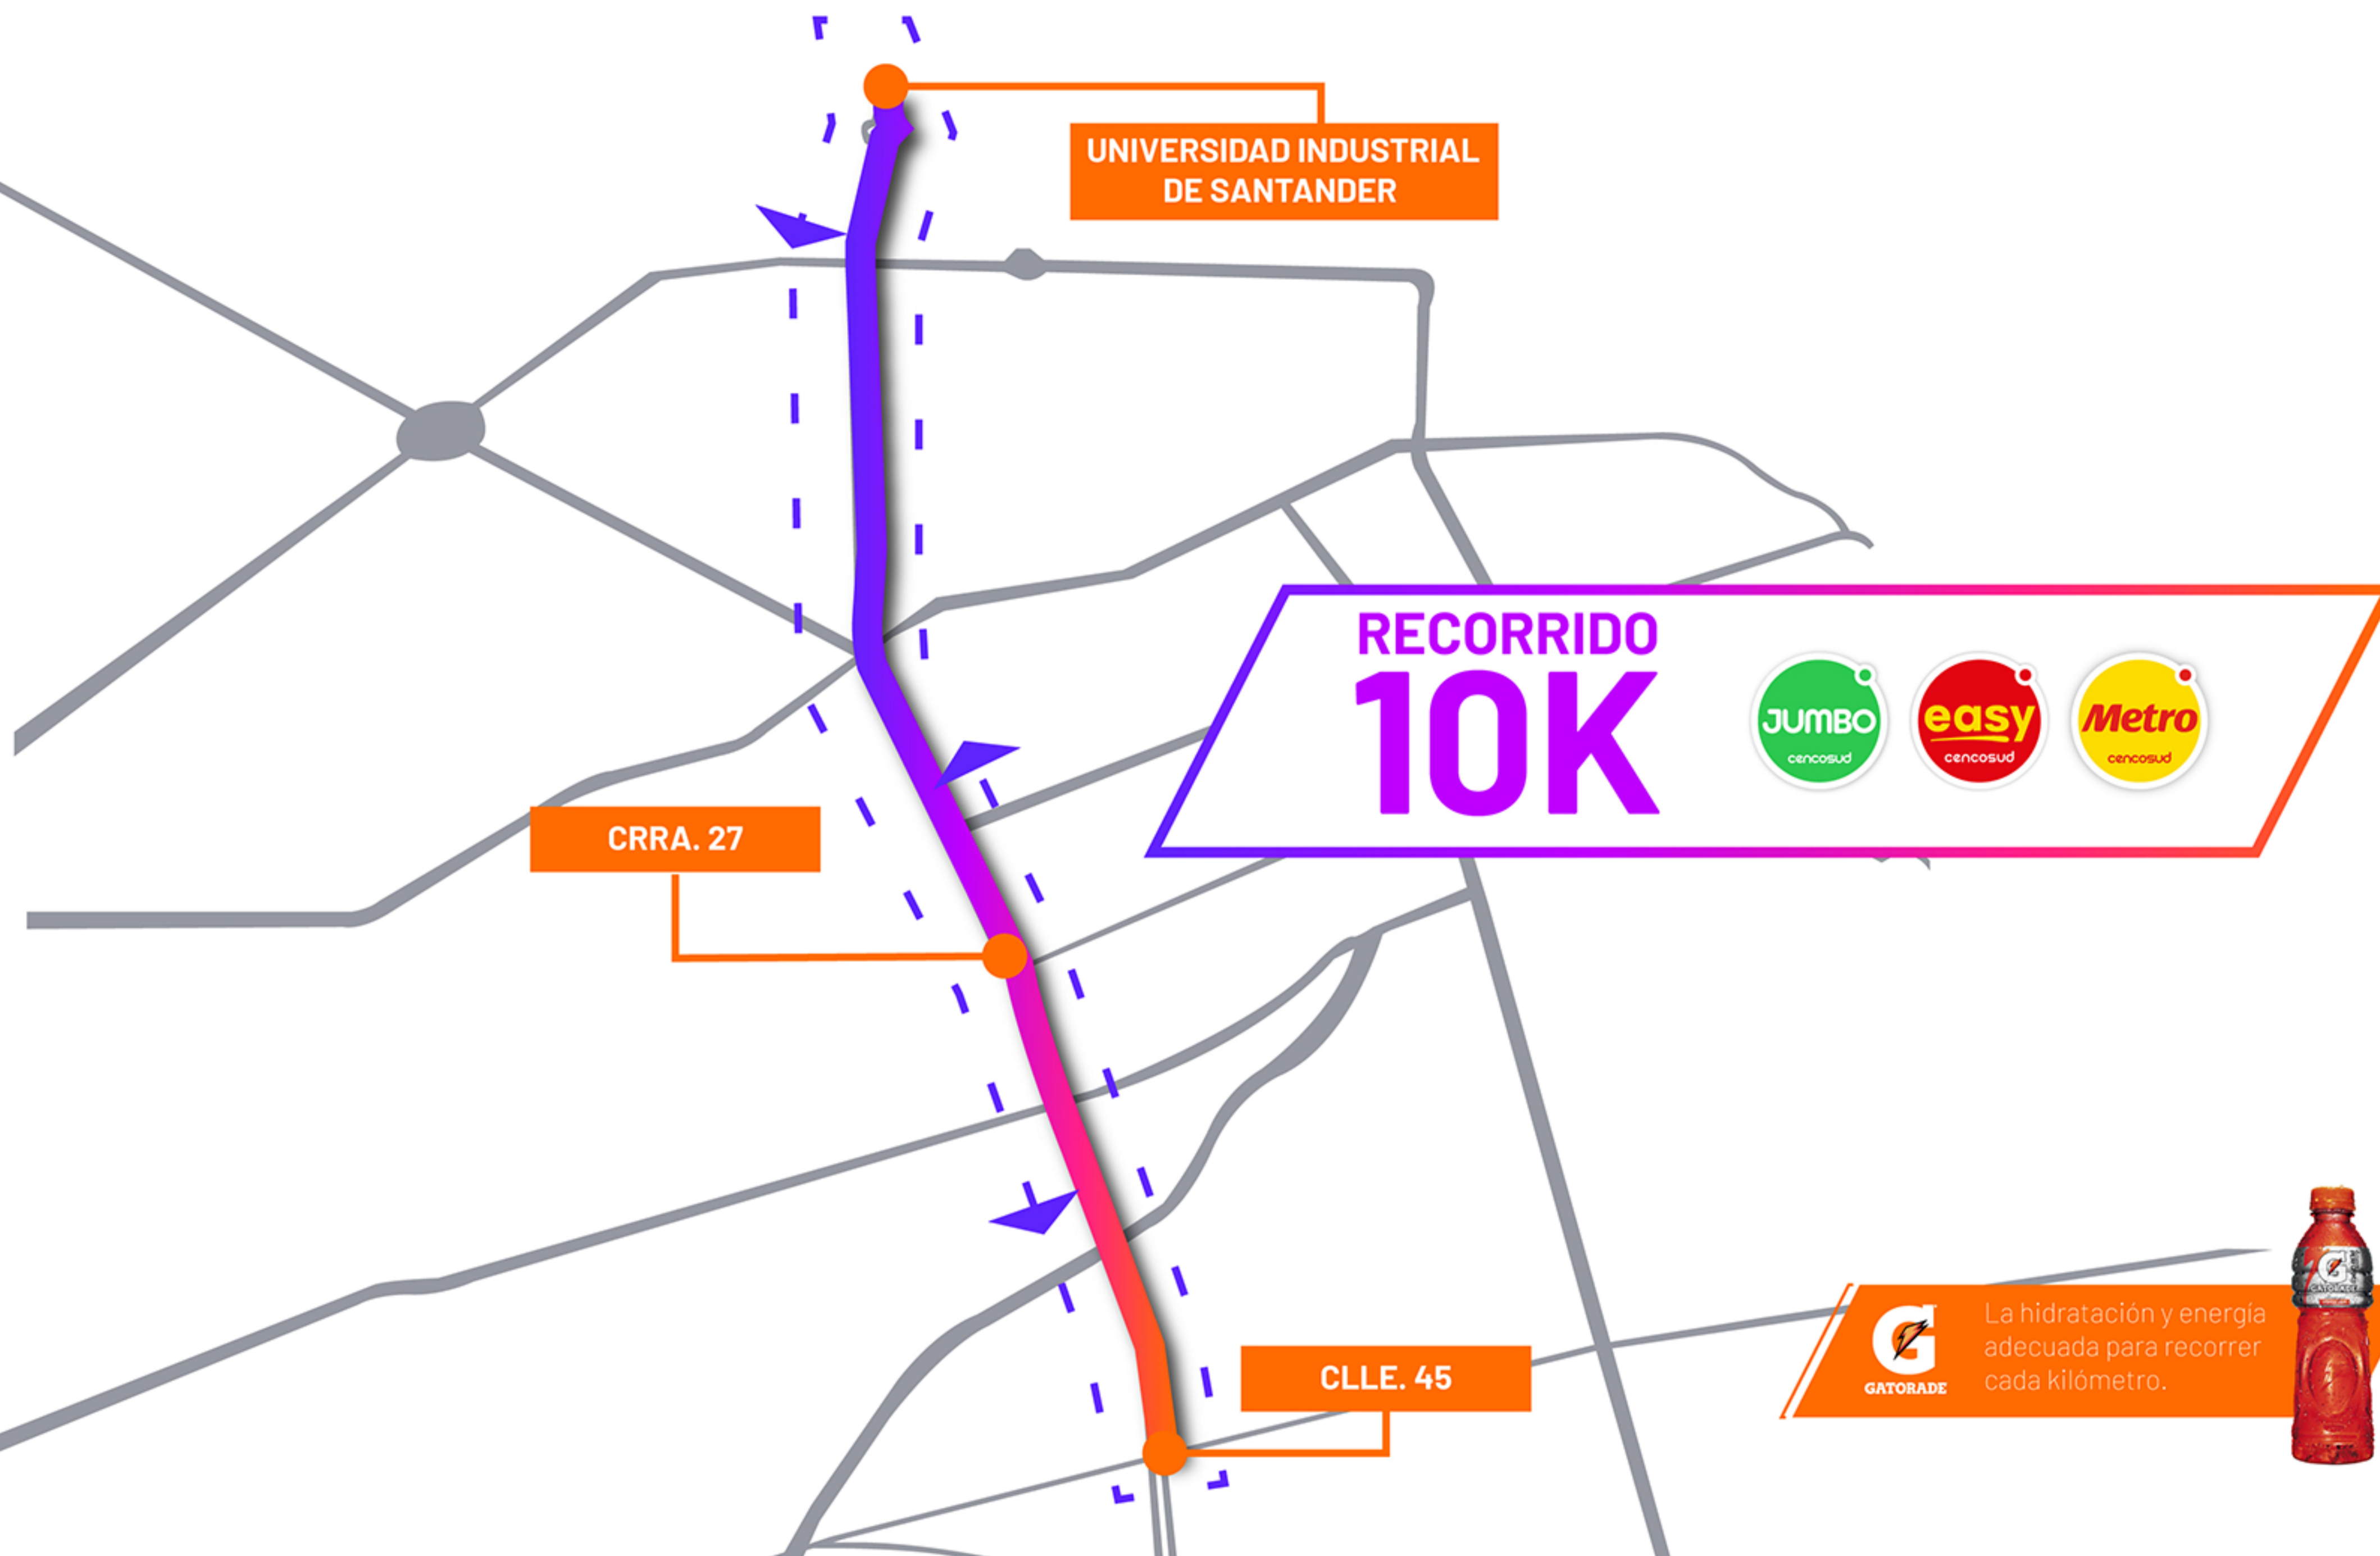 UNIVERSIDAD INDUSTRIAL
DE SANTANDER
RECORRIDO
10K
JUMBO
cencosud
easy
cencosud
Metro
cencosud
CRRA. 27
CLLE. 45
G
GATORADE
La hidratación y energía
adecuada para recorrer
cada kilómetro.
G
GATORADE